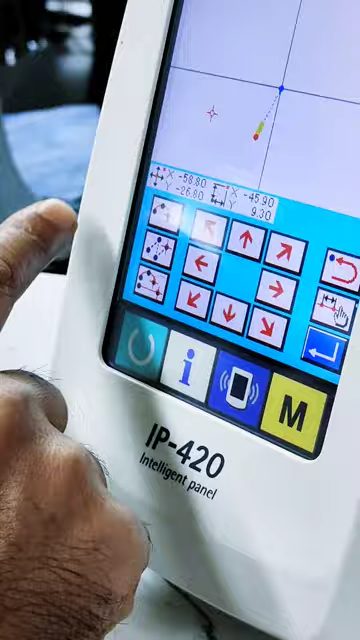 X -58.80
Y -26.80
X -45.90
Y 9.30
i
M
IP-420
Intelligent panel